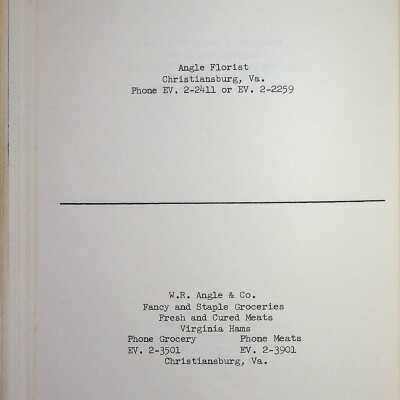 Angle Florist
Christiansburg, Va.
Phone EV. 2-2411 or EV. 2-2259
W.R. Angle & Co.
Fancy and Staple Groceries
Fresh and Cured Meats
Virginia Hams
Phone Grocery Phone Meats
EV. 2-3501 EV. 2-3901
Christiansburg, Va.